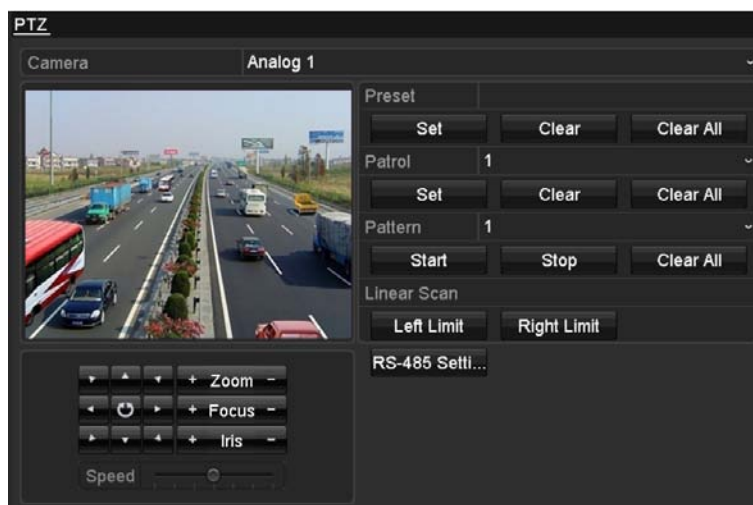 PTZ
Camera Analog 1
Preset
Set Clear Clear All
Patrol 1
Set Clear Clear All
Pattern 1
Start Stop Clear All
Linear Scan
Left Limit Right Limit
RS-485 Setti...
+ Zoom -
+ Focus -
+ Iris -
Speed